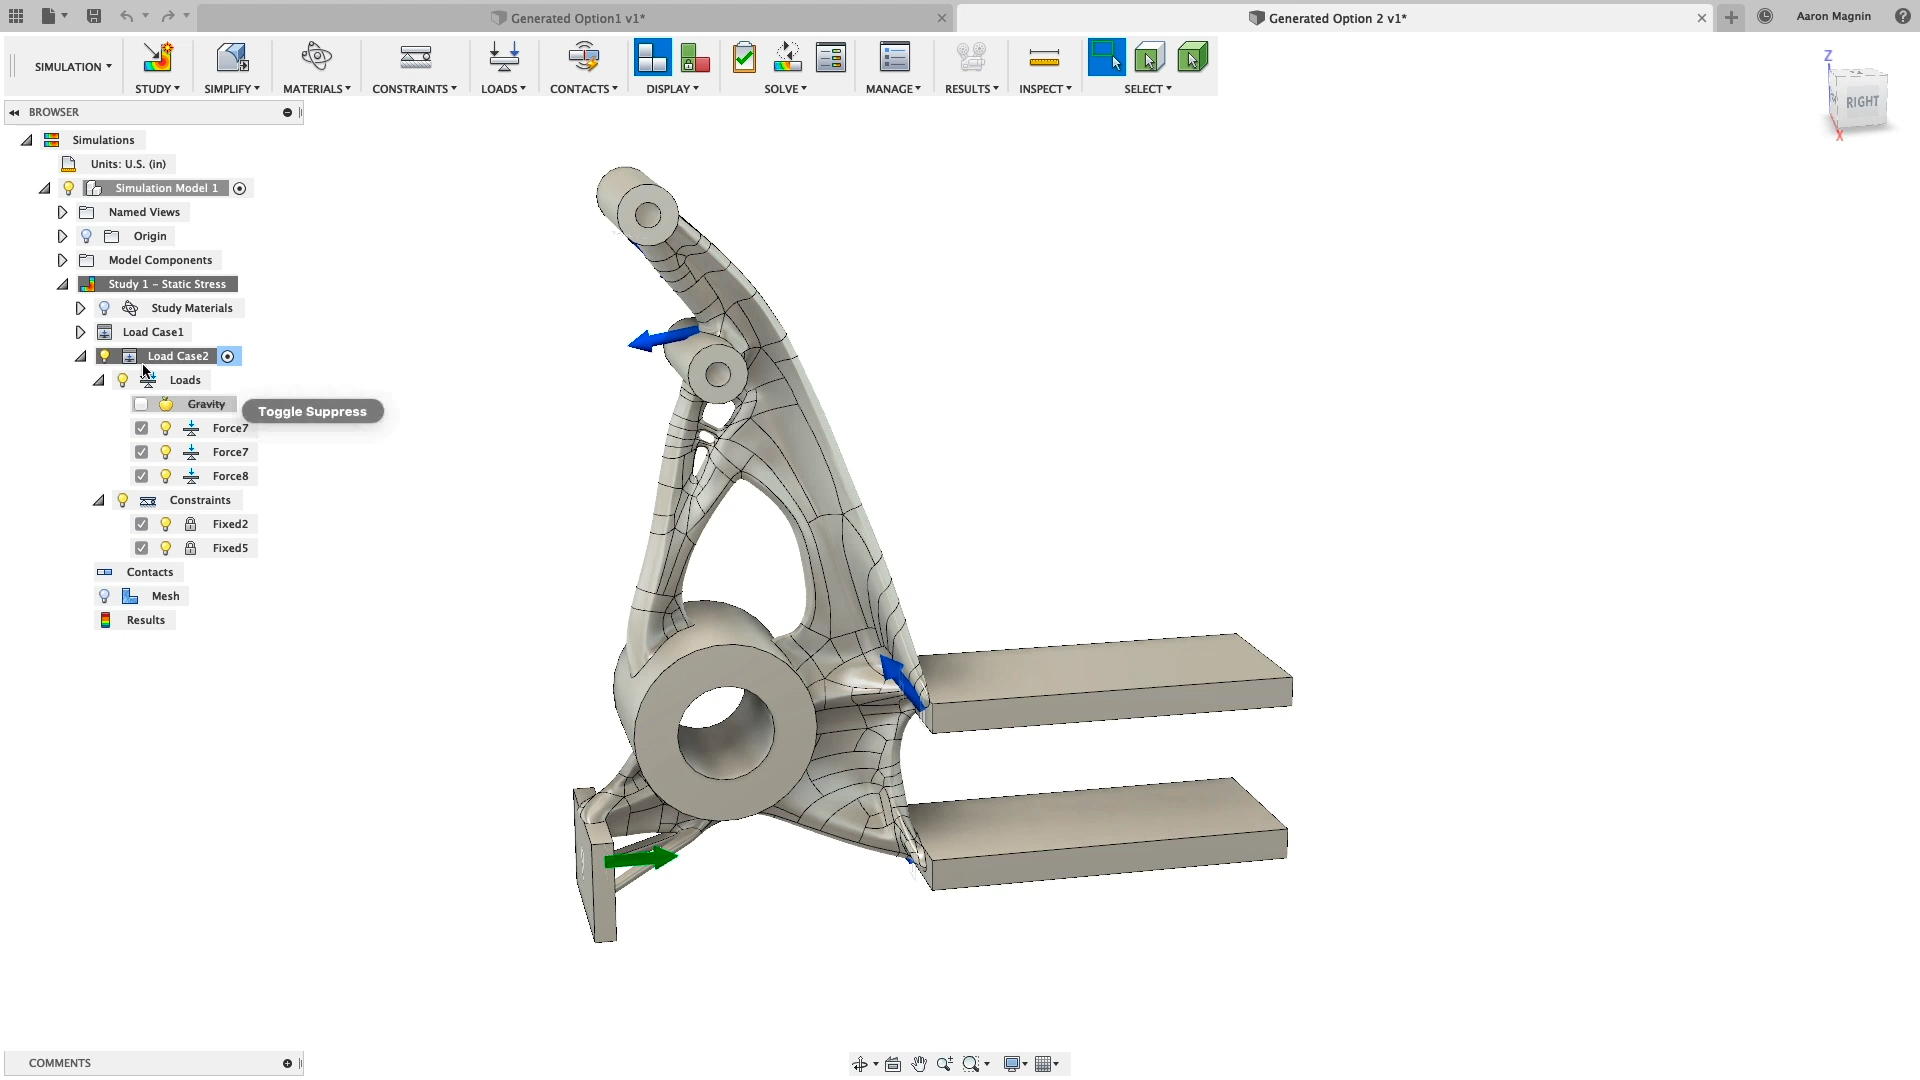 Generated Option1 v1*
Generated Option 2 v1*
Aaron Magnin
SIMULATION
STUDY
SIMPLIFY
MATERIALS
CONSTRAINTS
LOADS
CONTACTS
DISPLAY
SOLVE
MANAGE
RESULTS
INSPECT
SELECT
Z
RIGHT
X
BROWSER
Simulations
Units: U.S. (in)
Simulation Model 1
Named Views
Origin
Model Components
Study 1 - Static Stress
Study Materials
Load Case1
Load Case2
Loads
Gravity
Toggle Suppress
Force7
Force7
Force8
Constraints
Fixed2
Fixed5
Contacts
Mesh
Results
COMMENTS